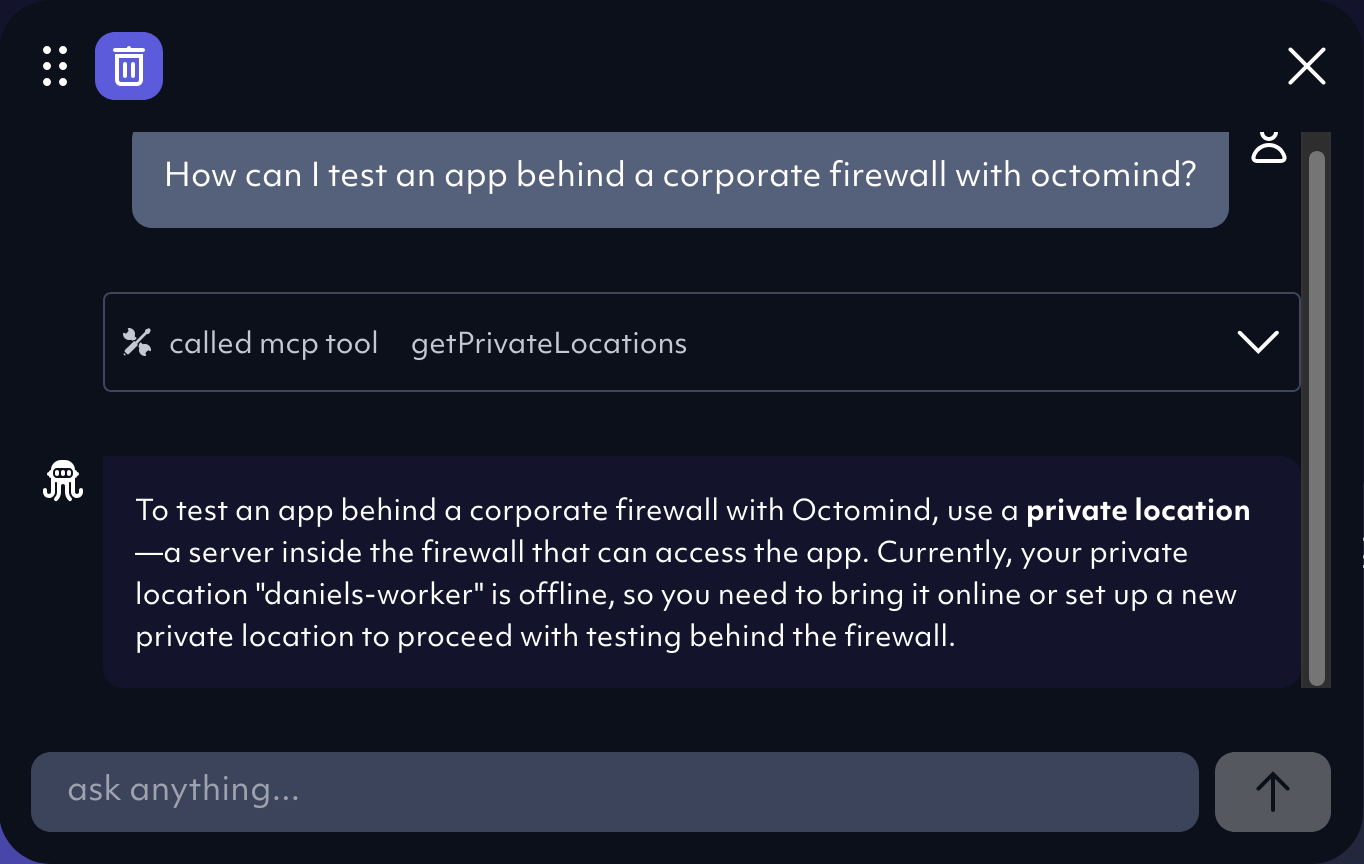 How can I test an app behind a corporate firewall with octomind?
called mcp tool getPrivateLocations
To test an app behind a corporate firewall with Octomind, use a private location
—a server inside the firewall that can access the app. Currently, your private
location "daniels-worker" is offline, so you need to bring it online or set up a new
private location to proceed with testing behind the firewall.
ask anything...